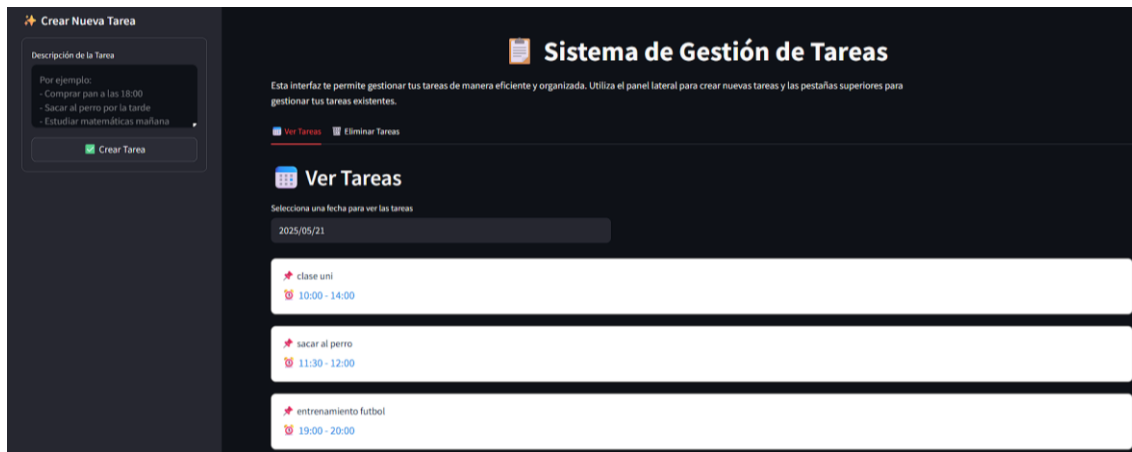 ✨ Crear Nueva Tarea
Descripción de la Tarea
Por ejemplo:
- Comprar pan a las 18:00
- Sacar al perro por la tarde
- Estudiar matemáticas mañana
✅ Crear Tarea
📋 Sistema de Gestión de Tareas
Esta interfaz te permite gestionar tus tareas de manera eficiente y organizada. Utiliza el panel lateral para crear nuevas tareas y las pestañas superiores para
gestionar tus tareas existentes.
📅 Ver Tareas 🗑️ Eliminar Tareas
📅 Ver Tareas
Selecciona una fecha para ver las tareas
2025/05/21
📌 clase uni
⏰ 10:00 - 14:00
📌 sacar al perro
⏰ 11:30 - 12:00
📌 entrenamiento futbol
⏰ 19:00 - 20:00